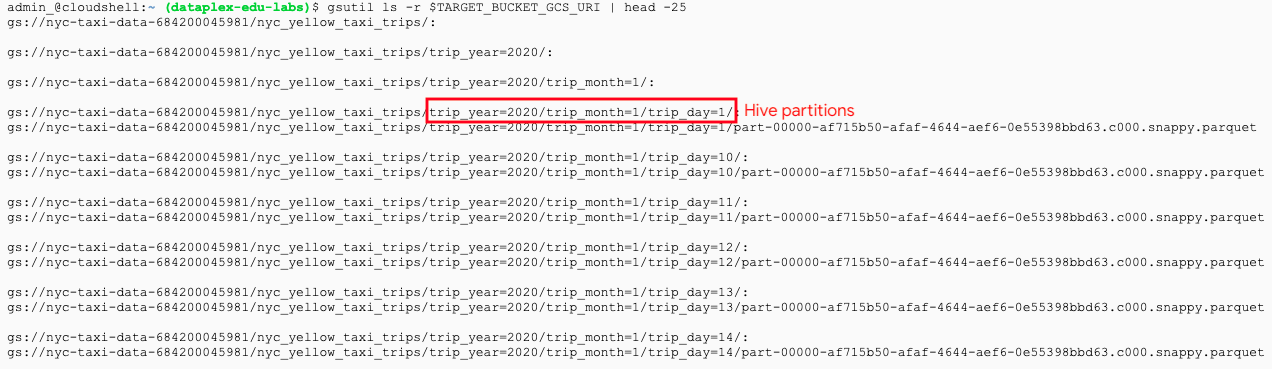 admin_@cloudshell:~ (dataplex-edu-labs)$ gsutil ls -r $TARGET_BUCKET_GCS_URI | head -25
gs://nyc-taxi-data-684200045981/nyc_yellow_taxi_trips/:
gs://nyc-taxi-data-684200045981/nyc_yellow_taxi_trips/trip_year=2020/:
gs://nyc-taxi-data-684200045981/nyc_yellow_taxi_trips/trip_year=2020/trip_month=1/:
gs://nyc-taxi-data-684200045981/nyc_yellow_taxi_trips/trip_year=2020/trip_month=1/trip_day=1/: Hive partitions
gs://nyc-taxi-data-684200045981/nyc_yellow_taxi_trips/trip_year=2020/trip_month=1/trip_day=1/part-00000-af715b50-afaf-4644-aef6-0e55398bbd63.c000.snappy.parquet
gs://nyc-taxi-data-684200045981/nyc_yellow_taxi_trips/trip_year=2020/trip_month=1/trip_day=10/:
gs://nyc-taxi-data-684200045981/nyc_yellow_taxi_trips/trip_year=2020/trip_month=1/trip_day=10/part-00000-af715b50-afaf-4644-aef6-0e55398bbd63.c000.snappy.parquet
gs://nyc-taxi-data-684200045981/nyc_yellow_taxi_trips/trip_year=2020/trip_month=1/trip_day=11/:
gs://nyc-taxi-data-684200045981/nyc_yellow_taxi_trips/trip_year=2020/trip_month=1/trip_day=11/part-00000-af715b50-afaf-4644-aef6-0e55398bbd63.c000.snappy.parquet
gs://nyc-taxi-data-684200045981/nyc_yellow_taxi_trips/trip_year=2020/trip_month=1/trip_day=12/:
gs://nyc-taxi-data-684200045981/nyc_yellow_taxi_trips/trip_year=2020/trip_month=1/trip_day=12/part-00000-af715b50-afaf-4644-aef6-0e55398bbd63.c000.snappy.parquet
gs://nyc-taxi-data-684200045981/nyc_yellow_taxi_trips/trip_year=2020/trip_month=1/trip_day=13/:
gs://nyc-taxi-data-684200045981/nyc_yellow_taxi_trips/trip_year=2020/trip_month=1/trip_day=13/part-00000-af715b50-afaf-4644-aef6-0e55398bbd63.c000.snappy.parquet
gs://nyc-taxi-data-684200045981/nyc_yellow_taxi_trips/trip_year=2020/trip_month=1/trip_day=14/:
gs://nyc-taxi-data-684200045981/nyc_yellow_taxi_trips/trip_year=2020/trip_month=1/trip_day=14/part-00000-af715b50-afaf-4644-aef6-0e55398bbd63.c000.snappy.parquet